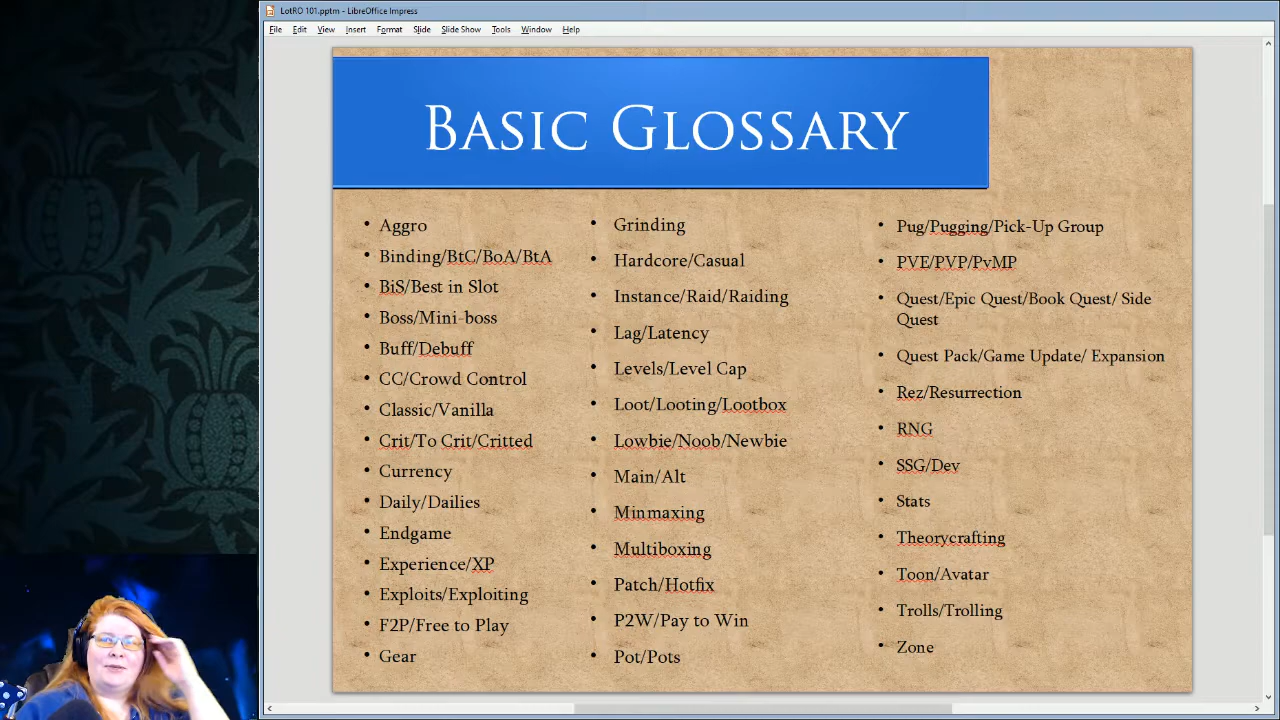 LotRO 101.pptm - LibreOffice Impress
File Edit View Insert Format Slide Slide Show Tools Window Help
BASIC GLOSSARY
• Aggro
• Binding/BtC/BoA/BtA
• BiS/Best in Slot
• Boss/Mini-boss
• Buff/Debuff
• CC/Crowd Control
• Classic/Vanilla
• Crit/To Crit/Critted
• Currency
• Daily/Dailies
• Endgame
• Experience/XP
• Exploits/Exploiting
• F2P/Free to Play
• Gear
• Grinding
• Hardcore/Casual
• Instance/Raid/Raiding
• Lag/Latency
• Levels/Level Cap
• Loot/Looting/Lootbox
• Lowbie/Noob/Newbie
• Main/Alt
• Minmaxing
• Multiboxing
• Patch/Hotfix
• P2W/Pay to Win
• Pot/Pots
• Pug/Pugging/Pick-Up Group
• PVE/PVP/PvMP
• Quest/Epic Quest/Book Quest/ Side
Quest
• Quest Pack/Game Update/ Expansion
• Rez/Resurrection
• RNG
• SSG/Dev
• Stats
• Theorycrafting
• Toon/Avatar
• Trolls/Trolling
• Zone